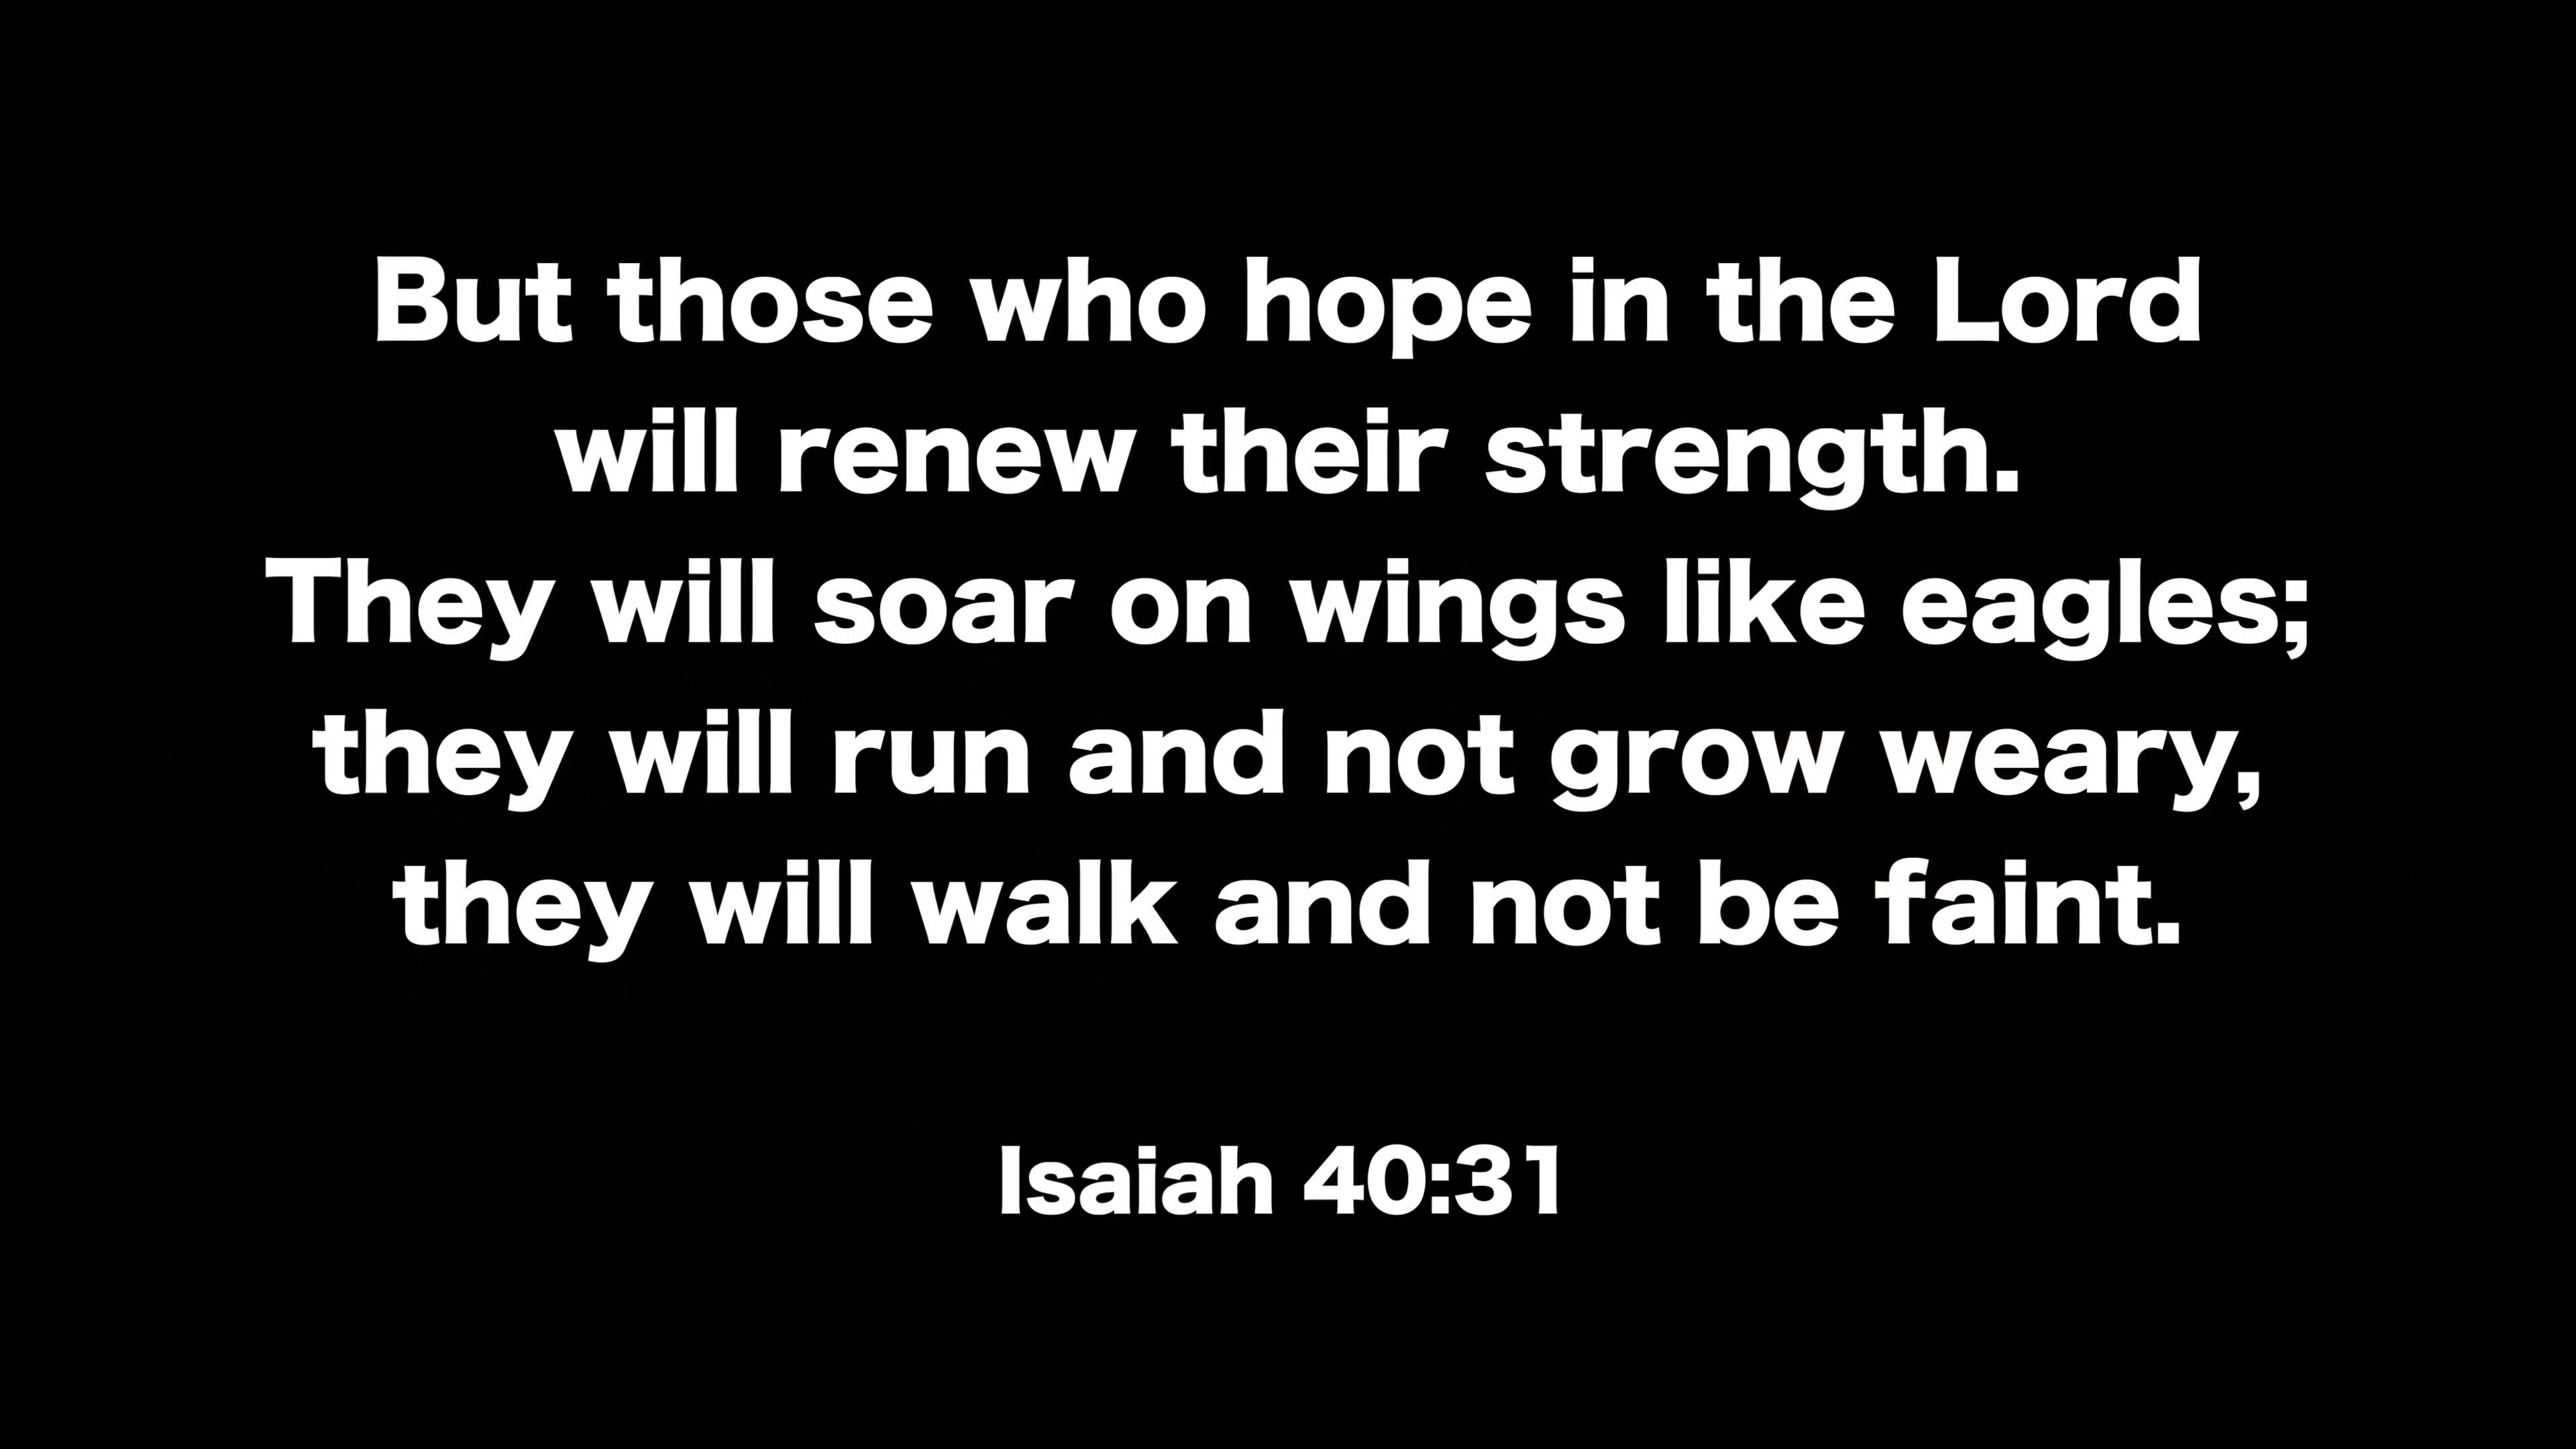 But those who hope in the Lord
will renew their strength.
They will soar on wings like eagles;
they will run and not grow weary,
they will walk and not be faint.
Isaiah 40:31